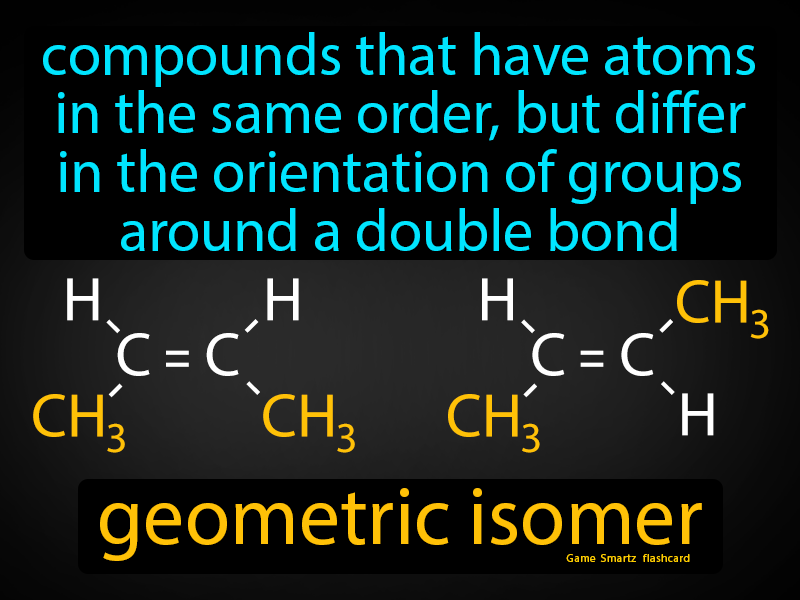 compounds that have atoms
in the same order, but differ
in the orientation of groups
around a double bond
H H H CH₃
C = C C = C
CH₃ CH₃ CH₃ H
geometric isomer
Game Smartz flashcard